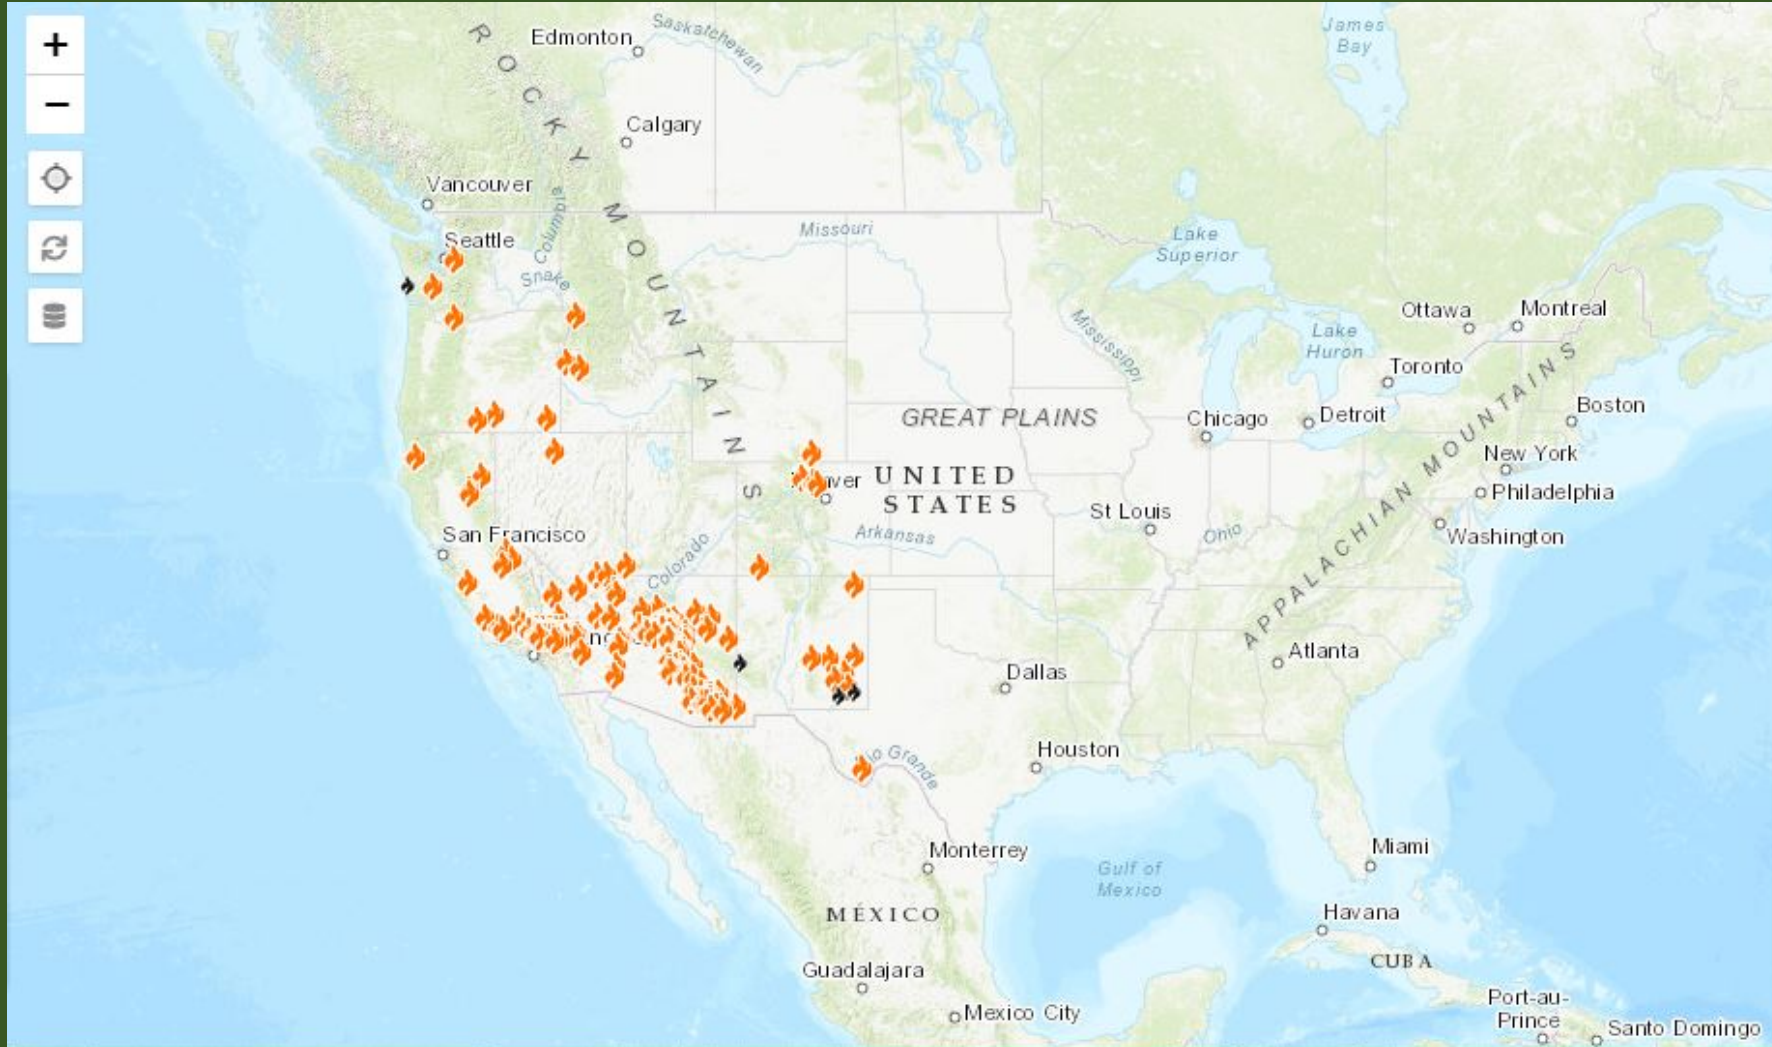 +
−
Edmonton
Saskatchewan
James
Bay
ROCKY MOUNTAINS
Calgary
Vancouver
Columbia
Seattle
Snake
Missouri
Lake
Superior
Mississippi
Ottawa
Montreal
Lake
Huron
Toronto
Boston
GREAT PLAINS
Chicago
Detroit
APPALACHIAN MOUNTAINS
New York
UNITED
STATES
Philadelphia
St Louis
Ohio
Washington
San Francisco
Arkansas
Colorado
Atlanta
Dallas
Houston
Rio Grande
Monterrey
Miami
Gulf of
Mexico
MÉXICO
Havana
CUBA
Guadalajara
Mexico City
Port-au-
Prince
Santo Domingo